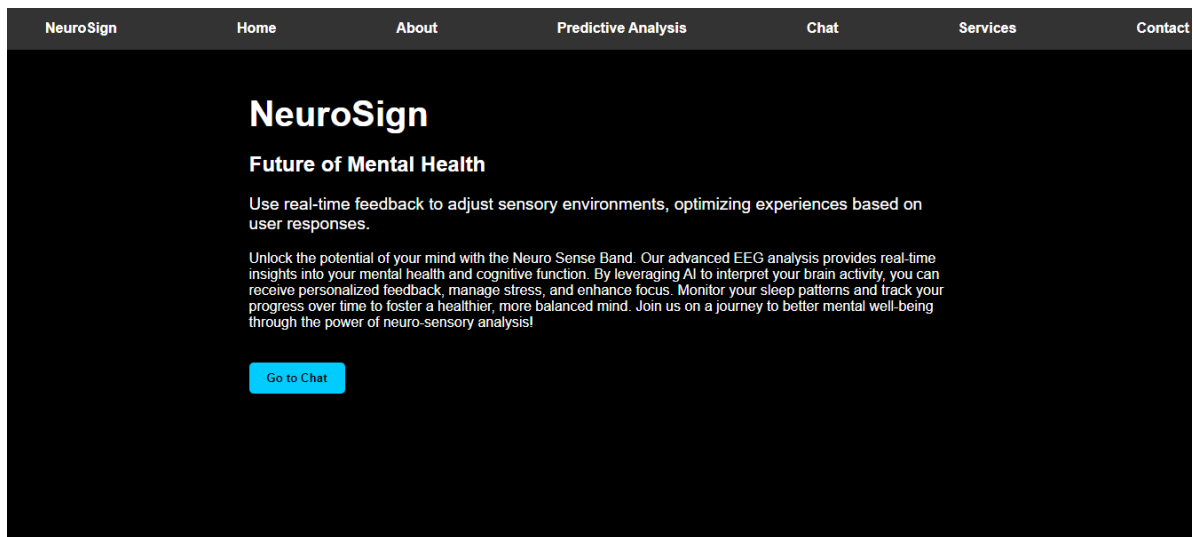 NeuroSign Home About Predictive Analysis Chat Services Contact
NeuroSign
Future of Mental Health
Use real-time feedback to adjust sensory environments, optimizing experiences based on
user responses.
Unlock the potential of your mind with the Neuro Sense Band. Our advanced EEG analysis provides real-time
insights into your mental health and cognitive function. By leveraging AI to interpret your brain activity, you can
receive personalized feedback, manage stress, and enhance focus. Monitor your sleep patterns and track your
progress over time to foster a healthier, more balanced mind. Join us on a journey to better mental well-being
through the power of neuro-sensory analysis!
Go to Chat